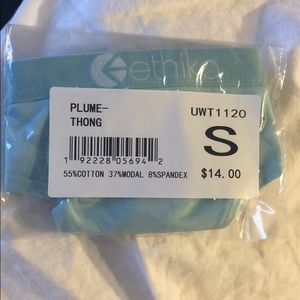 ethika
PLUME-
THONG
UWT1120
S
1 92228 05694 2
$14.00
55%COTTON 37%MODAL 8%SPANDEX